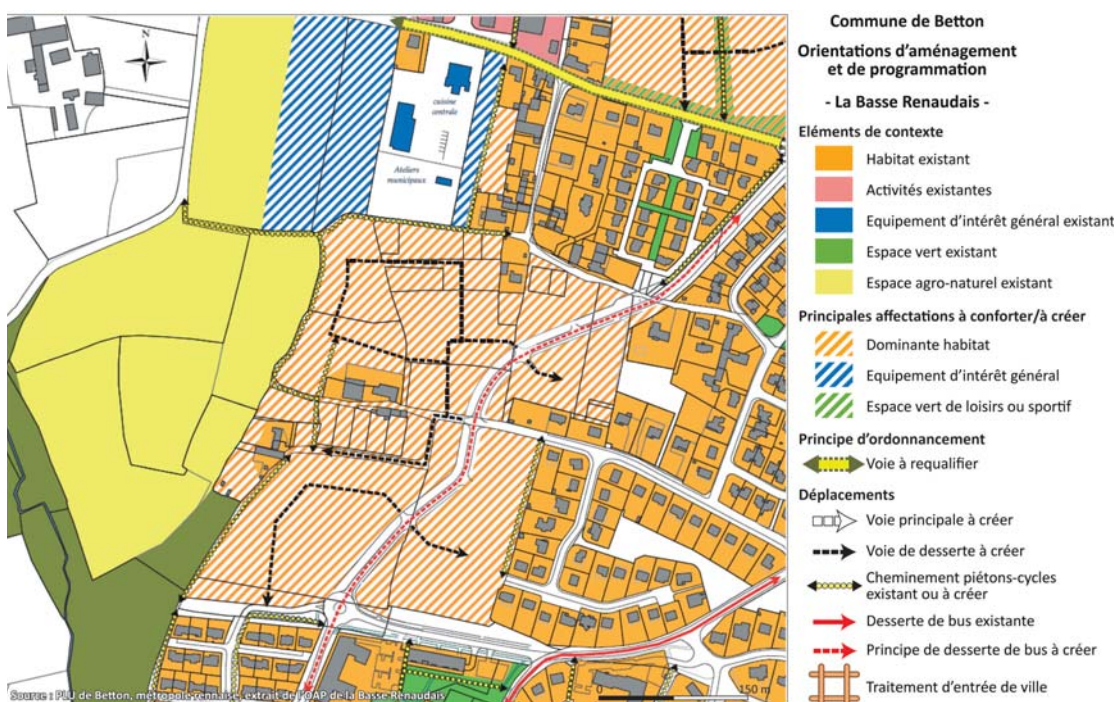 Commune de Betton
Orientations d'aménagement
et de programmation
- La Basse Renaudais -
Eléments de contexte
Habitat existant
Activités existantes
Equipement d'intérêt général existant
Espace vert existant
Espace agro-naturel existant
Principales affectations à conforter/à créer
Dominante habitat
Equipement d'intérêt général
Espace vert de loisirs ou sportif
Principe d'ordonnancement
Voie à requalifier
Déplacements
Voie principale à créer
Voie de desserte à créer
Cheminement piétons-cycles
existant ou à créer
Desserte de bus existante
Principe de desserte de bus à créer
Traitement d'entrée de ville
N
cuisine
centrale
Ateliers
municipaux
0 150 m
Source : PLU de Betton, métropole rennaise, extrait de l'OAP de la Basse Renaudais